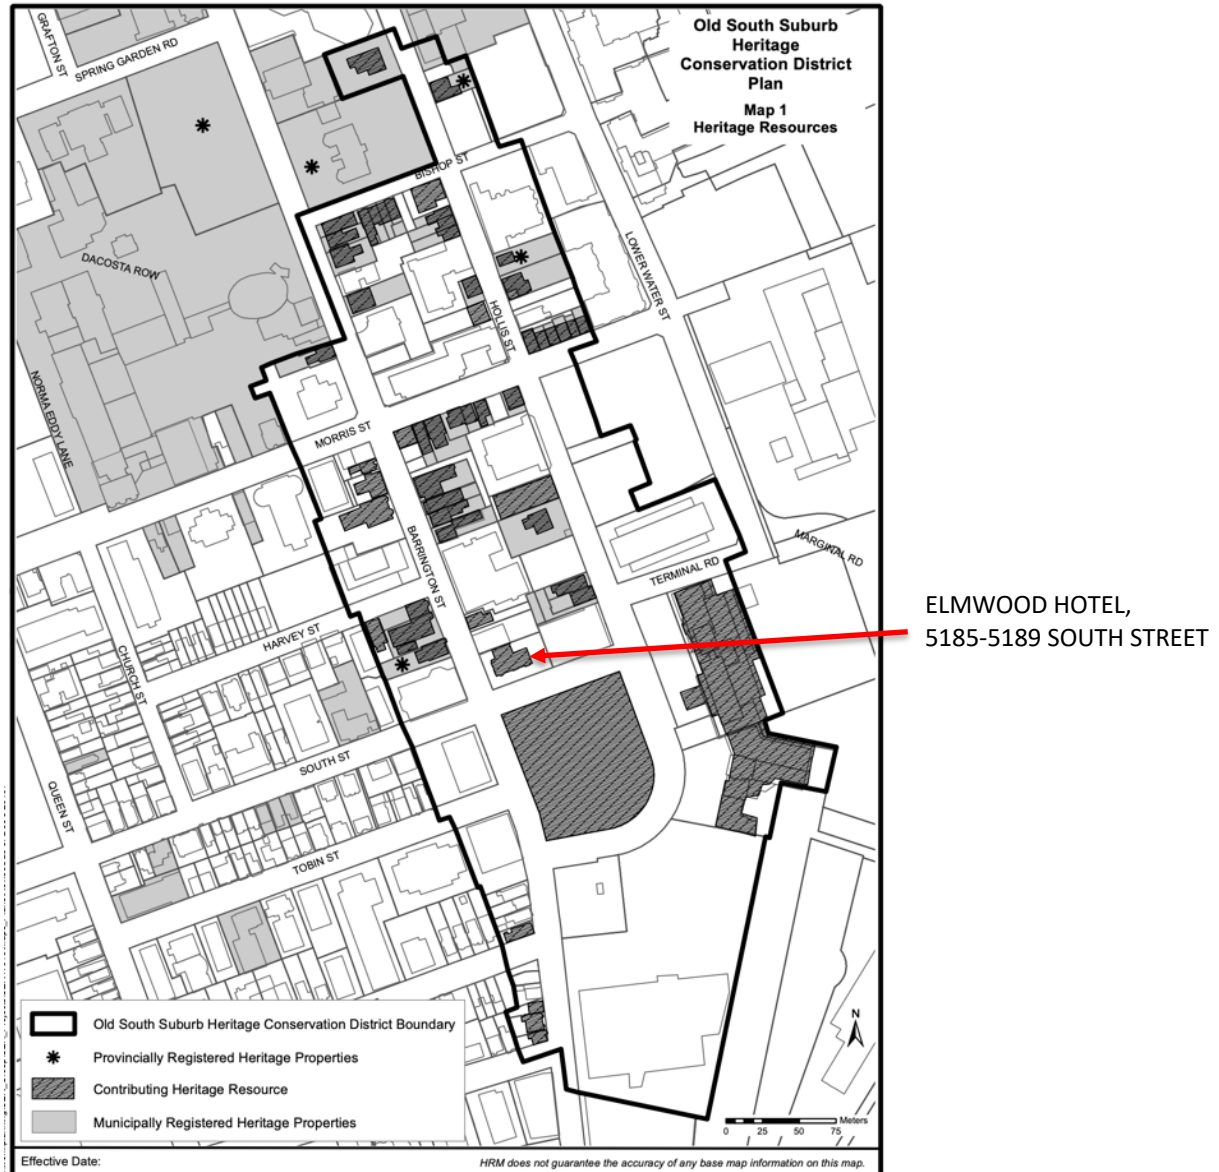 Old South Suburb
Heritage
Conservation District
Plan
Map 1
Heritage Resources
GRAFTON ST
SPRING GARDEN RD
BISHOP ST
DACOSTA ROW
LOWER WATER ST
HOLLIS ST
NORMA EDDY LANE
MORRIS ST
BARRINGTON ST
MARGINAL RD
TERMINAL RD
ELMWOOD HOTEL,
5185-5189 SOUTH STREET
HARVEY ST
CHURCH ST
SOUTH ST
QUEEN ST
TOBIN ST
Old South Suburb Heritage Conservation District Boundary
Provincially Registered Heritage Properties
Contributing Heritage Resource
Municipally Registered Heritage Properties
N
Meters
0 25 50 75
Effective Date:
HRM does not guarantee the accuracy of any base map information on this map.